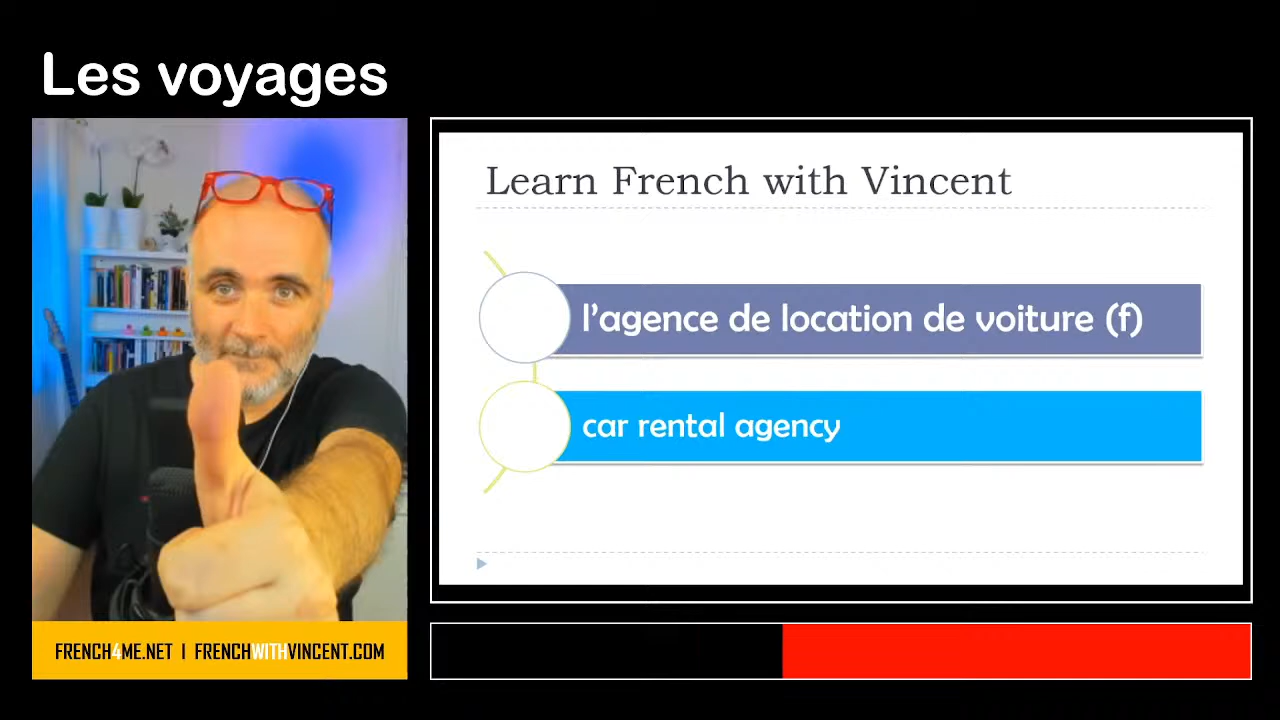 Les voyages
Learn French with Vincent
l’agence de location de voiture (f)
car rental agency
FRENCH4ME.NET I FRENCHWITHVINCENT.COM